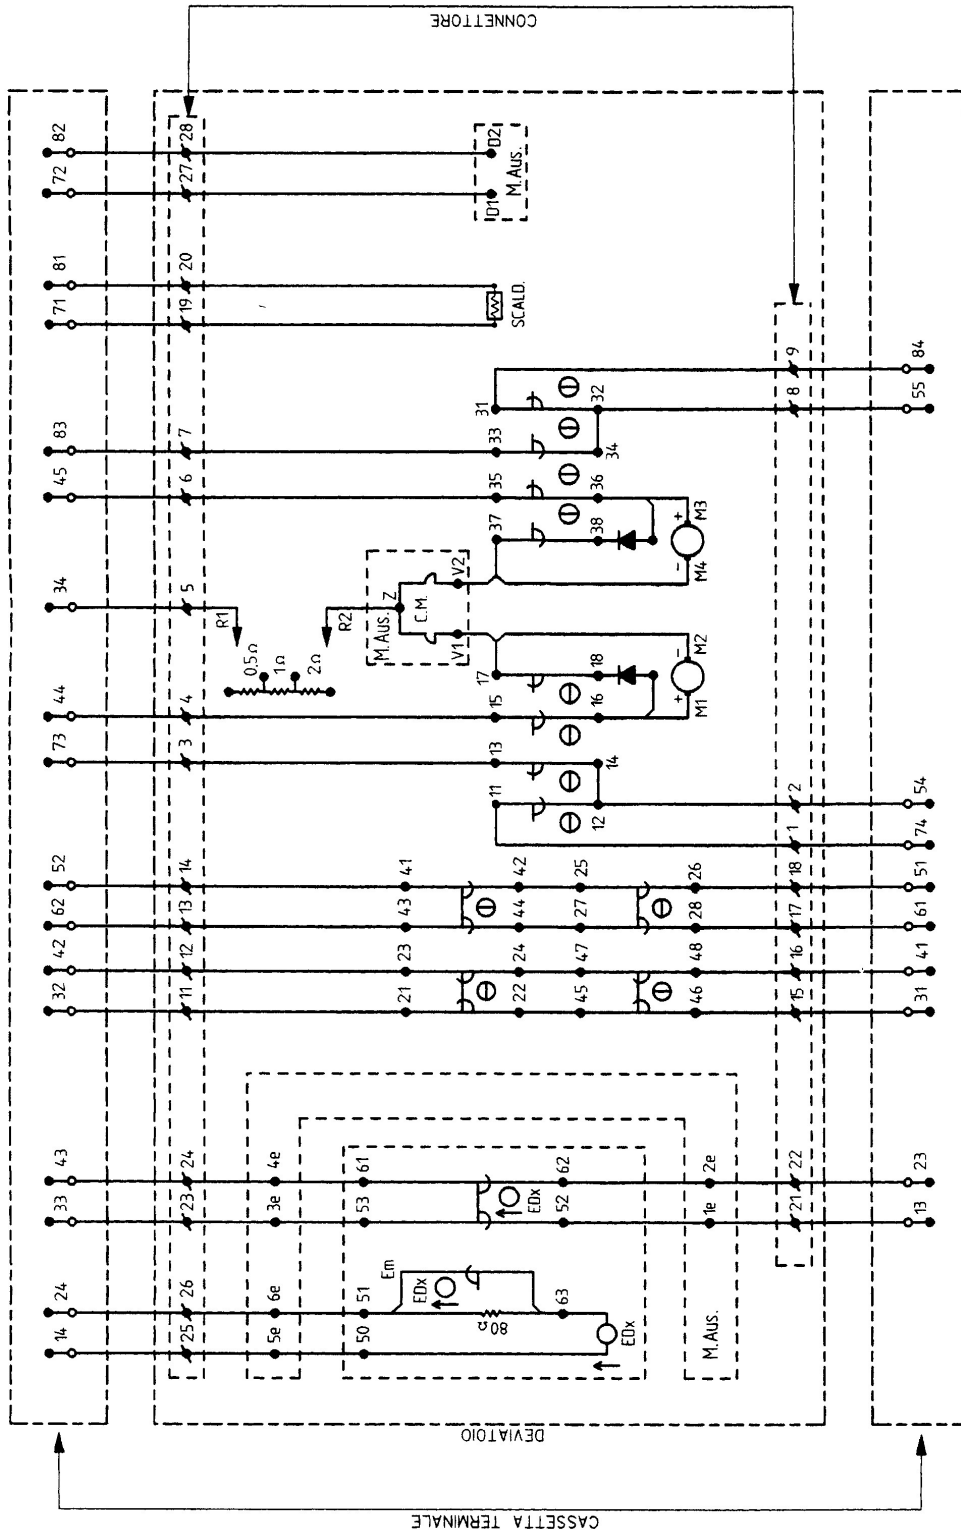 CONNETTORE
82
72
81
71
83
45
34
44
73
52
62
42
32
43
33
24
14
28
27
20
19
7
6
5
4
3
14
13
12
11
24
23
26
25
D2
D1
M.Aus.
SCALD.
R1
0,5Ω
1Ω
2Ω
R2
M.Aus.
Z
C.M.
V2
V1
31
32
33
34
35
36
37
38
+
-
M3
M4
17
18
15
16
+
-
M2
M1
13
14
11
12
41
43
23
21
42
44
24
22
25
27
47
45
26
28
48
46
4e
3e
6e
5e
61
53
51
50
Em
EDx
EDx
80Ω
62
52
63
EDx
2e
1e
M.Aus.
9
8
2
1
18
17
16
15
22
21
84
55
54
74
51
61
41
31
23
13
DEVIATOIO
CASSETTA TERMINALE